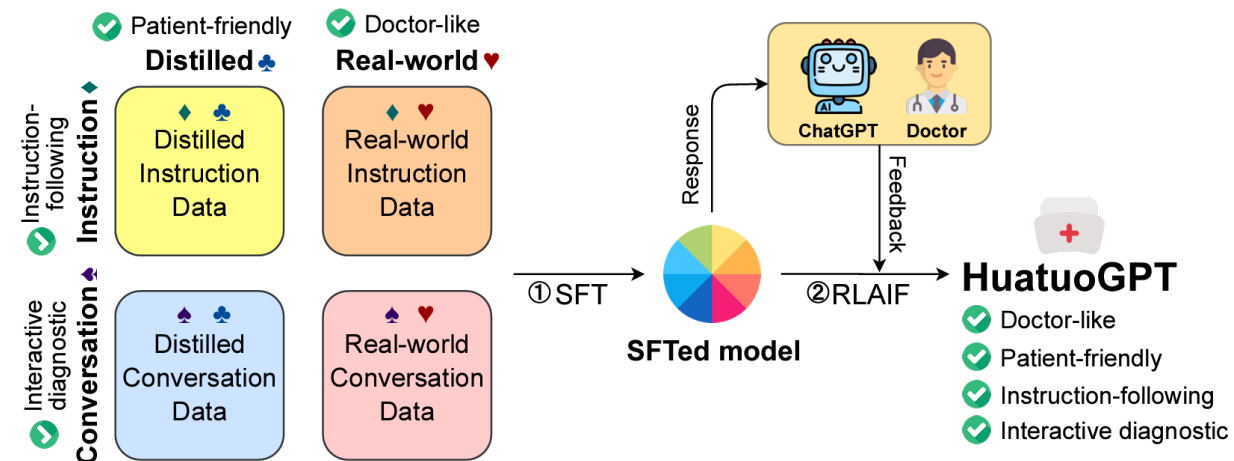 Patient-friendly
Doctor-like
Distilled ♣
Real-world ♥
Instruction-
following
Instruction ♦
♦ ♣
Distilled
Instruction
Data
♦ ♥
Real-world
Instruction
Data
Interactive
diagnostic
Conversation ♠
♠ ♣
Distilled
Conversation
Data
♠ ♥
Real-world
Conversation
Data
①SFT
SFTed model
Response
AI
ChatGPT
Doctor
Feedback
②RLAIF
HuatuoGPT
Doctor-like
Patient-friendly
Instruction-following
Interactive diagnostic